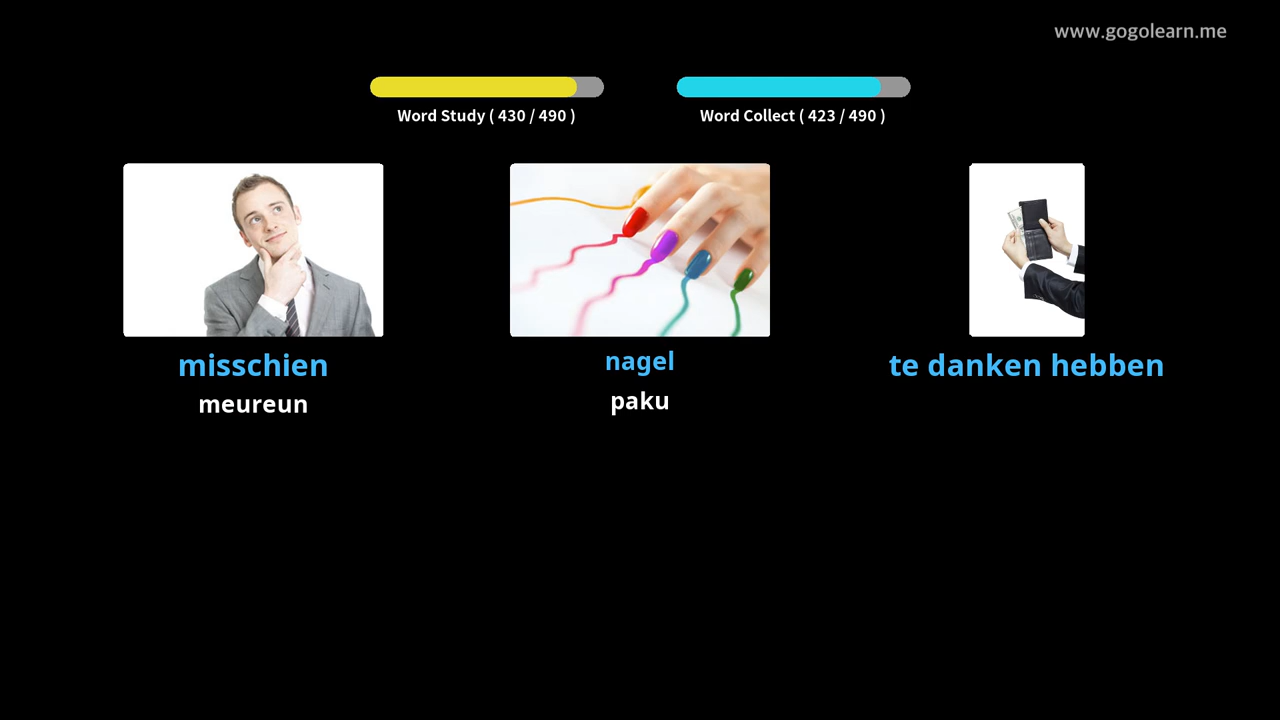 www.gogolearn.me
Word Study ( 430 / 490 )
Word Collect ( 423 / 490 )
misschien
meureun
nagel
paku
te danken hebben